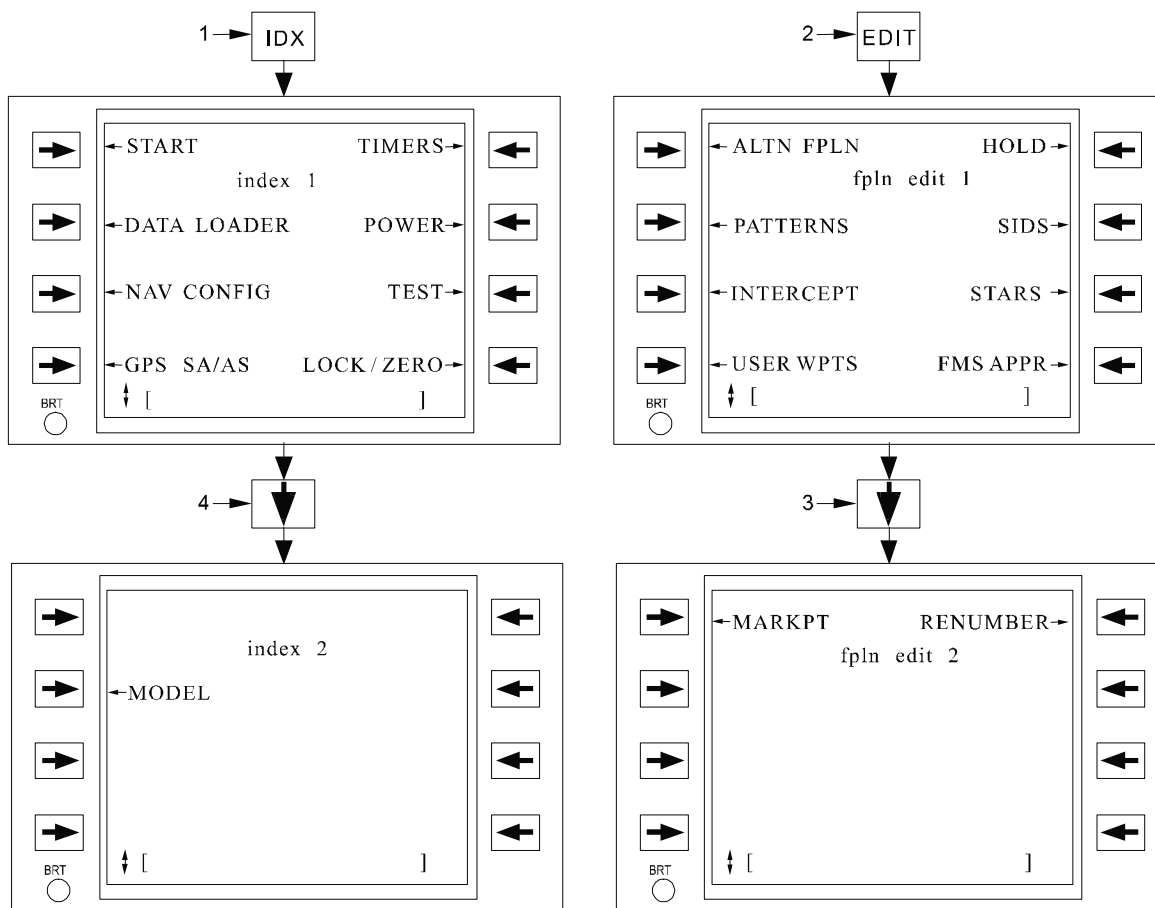 1 IDX
START TIMERS
index 1
DATA LOADER POWER
NAV CONFIG TEST
GPS SA/AS LOCK/ZERO
[ ]
BRT
2 EDIT
ALTN FPLN HOLD
fpln edit 1
PATTERNS SIDS
INTERCEPT STARS
USER WPTS FMS APPR
[ ]
BRT
4
index 2
MODEL
[ ]
BRT
3
MARKPT RENUMBER
fpln edit 2
[ ]
BRT